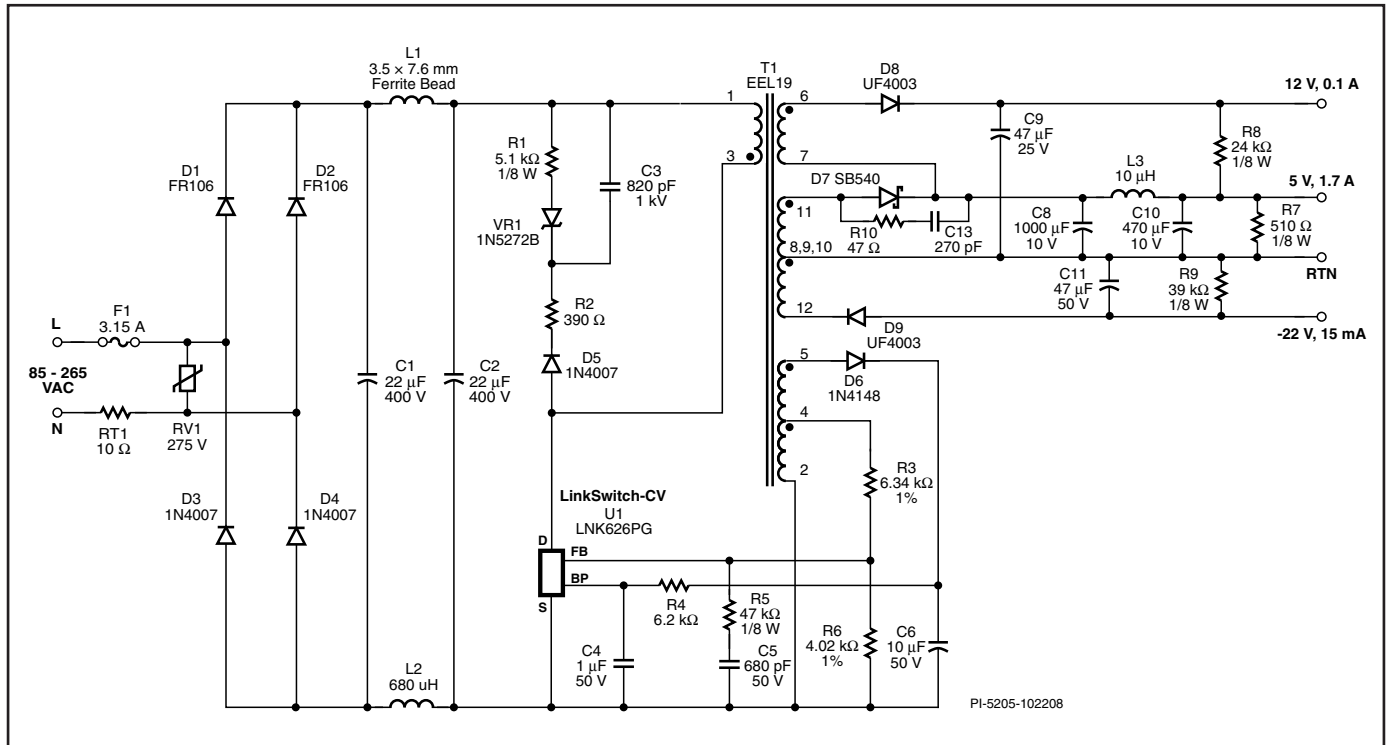 L1
3.5 × 7.6 mm
Ferrite Bead
T1
EEL19
D8
UF4003
12 V, 0.1 A
1
6
3
7
R1
5.1 kΩ
1/8 W
C3
820 pF
1 kV
C9
47 µF
25 V
R8
24 kΩ
1/8 W
D1
FR106
D2
FR106
VR1
1N5272B
D7 SB540
L3
10 µH
5 V, 1.7 A
11
R10
47 Ω
C13
270 pF
C8
1000 µF
10 V
C10
470 µF
10 V
R7
510 Ω
1/8 W
8,9,10
RTN
C11
47 µF
50 V
R9
39 kΩ
1/8 W
R2
390 Ω
12
D9
UF4003
-22 V, 15 mA
L
F1
3.15 A
85 - 265
VAC
N
RT1
10 Ω
RV1
275 V
C1
22 µF
400 V
C2
22 µF
400 V
D5
1N4007
5
D6
1N4148
4
2
R3
6.34 kΩ
1%
D3
1N4007
D4
1N4007
LinkSwitch-CV
U1
LNK626PG
D
FB
BP
S
R4
6.2 kΩ
R5
47 kΩ
1/8 W
R6
4.02 kΩ
1%
C6
10 µF
50 V
C4
1 µF
50 V
C5
680 pF
50 V
L2
680 uH
PI-5205-102208